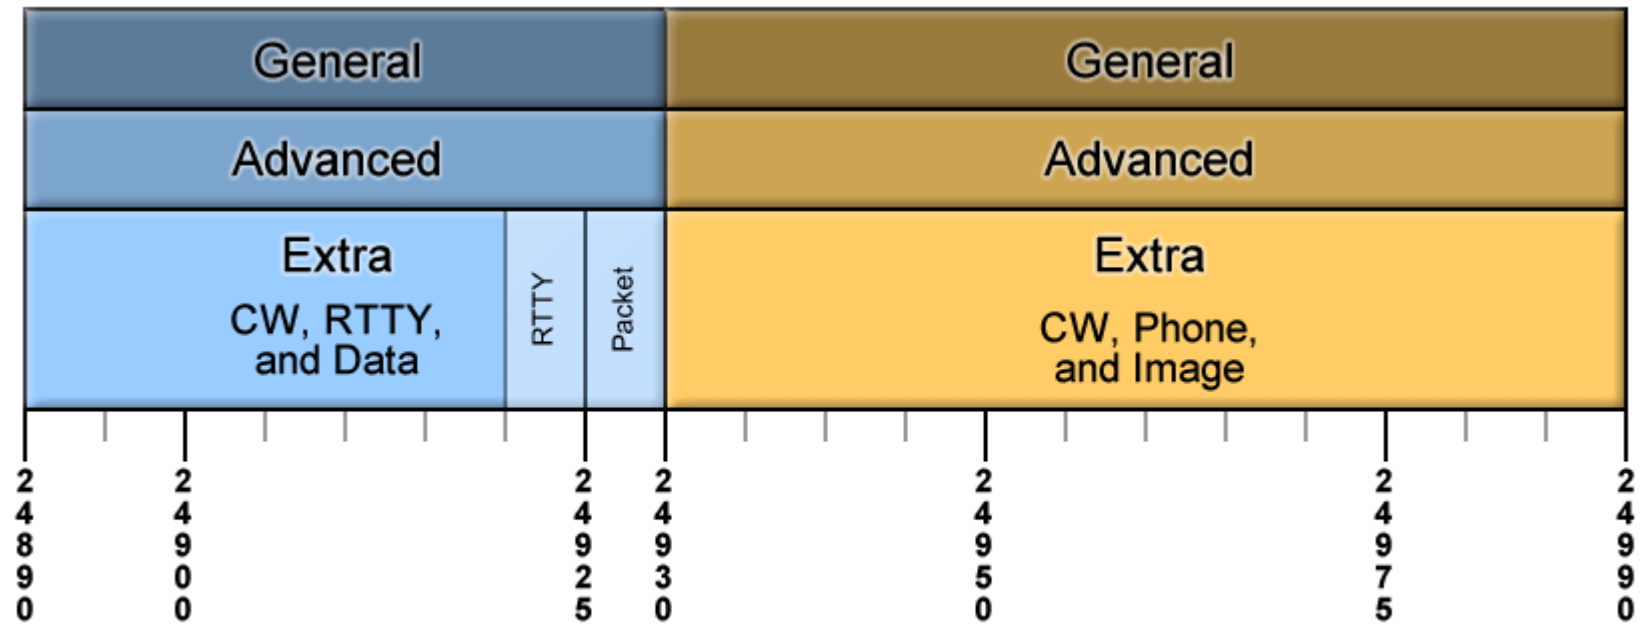 General
General
Advanced
Advanced
Extra
CW, RTTY,
and Data
RTTY
Packet
Extra
CW, Phone,
and Image
24890
24900
24925
24930
24950
24975
24990